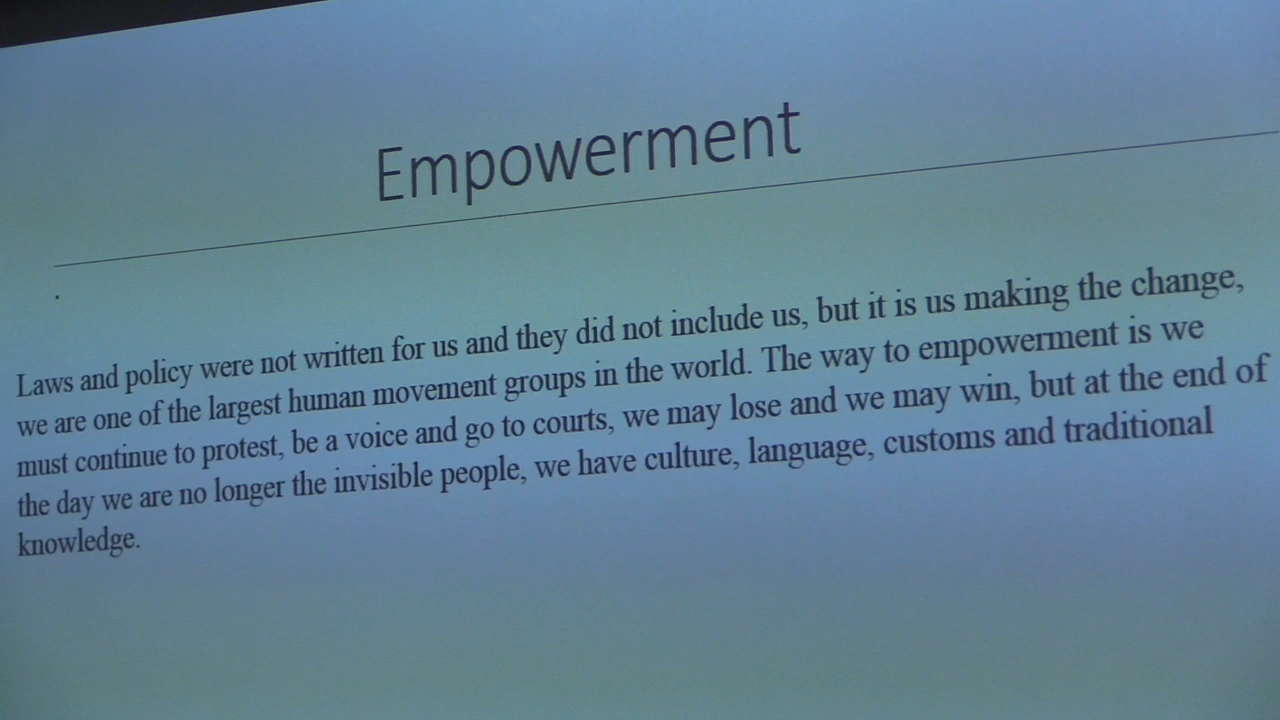 Empowerment
.
Laws and policy were not written for us and they did not include us, but it is us making the change,
we are one of the largest human movement groups in the world. The way to empowerment is we
must continue to protest, be a voice and go to courts, we may lose and we may win, but at the end of
the day we are no longer the invisible people, we have culture, language, customs and traditional
knowledge.